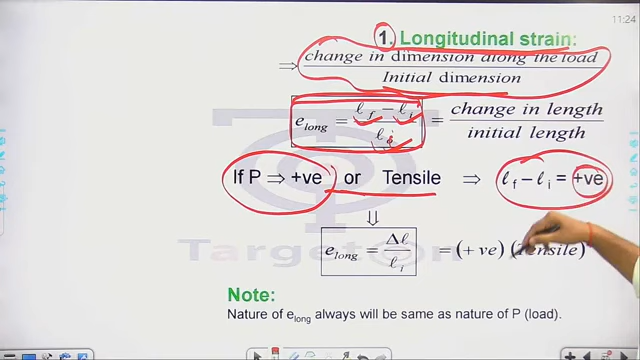 11:24
1. Longitudinal strain:
⇒ change in dimension along the load / Initial dimension
e_long = (ℓ_f − ℓ_i) / ℓ_i = change in length / initial length
If P ⇒ +ve or Tensile ⇒ ℓ_f − ℓ_i = +ve
⇓
e_long = Δℓ / ℓ_i = (+ ve) (Tensile)
Target
Note:
Nature of e_long always will be same as nature of P (load).